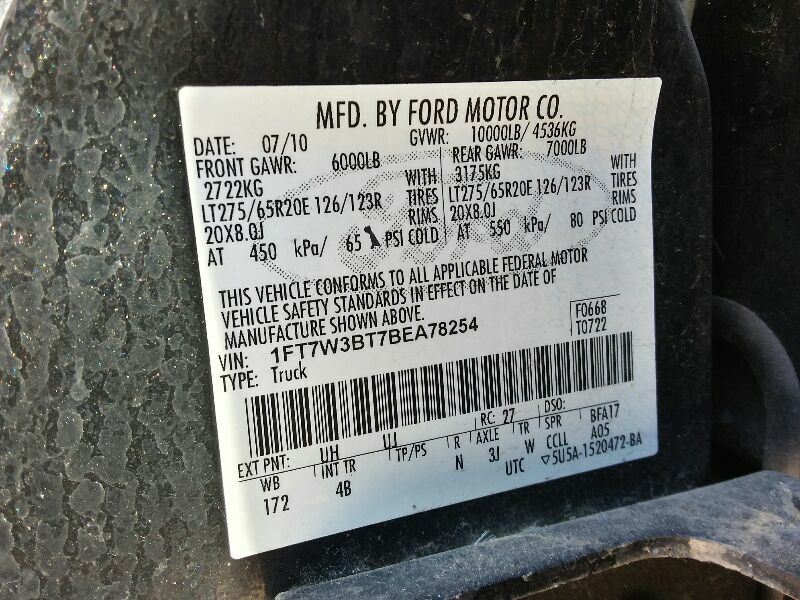 MFD. BY FORD MOTOR CO.
DATE: 07/10 GVWR: 10000LB/ 4536KG
FRONT GAWR: 6000LB REAR GAWR: 7000LB
2722KG WITH 3175KG WITH
LT275/65R20E 126/123R TIRES LT275/65R20E 126/123R TIRES
20X8.0J RIMS 20X8.0J RIMS
AT 450 kPa/ 65 PSI COLD AT 550 kPa/ 80 PSI COLD
THIS VEHICLE CONFORMS TO ALL APPLICABLE FEDERAL MOTOR
VEHICLE SAFETY STANDARDS IN EFFECT ON THE DATE OF
MANUFACTURE SHOWN ABOVE.
F0668
VIN: 1FT7W3BT7BEA78254 T0722
TYPE: Truck
EXT PNT: UH UJ RC: 27 DSO:
WB INT TR TP/PS R AXLE TR SPR BFA17
172 4B N 3J W CCLL A05
UTC ▽5U5A-1520472-BA